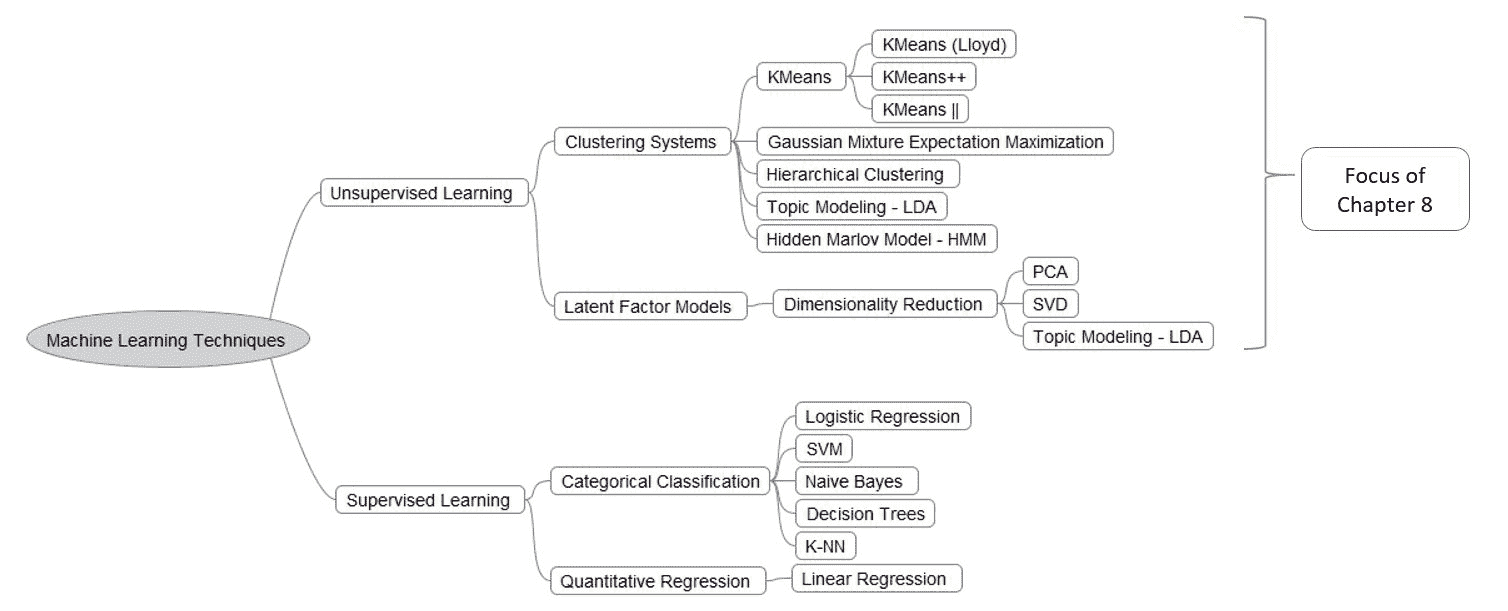 Machine Learning Techniques
Unsupervised Learning
Clustering Systems
KMeans
KMeans (Lloyd)
KMeans++
KMeans ||
Gaussian Mixture Expectation Maximization
Hierarchical Clustering
Topic Modeling - LDA
Hidden Marlov Model - HMM
Latent Factor Models
Dimensionality Reduction
PCA
SVD
Topic Modeling - LDA
Focus of
Chapter 8
Supervised Learning
Categorical Classification
Logistic Regression
SVM
Naive Bayes
Decision Trees
K-NN
Quantitative Regression
Linear Regression